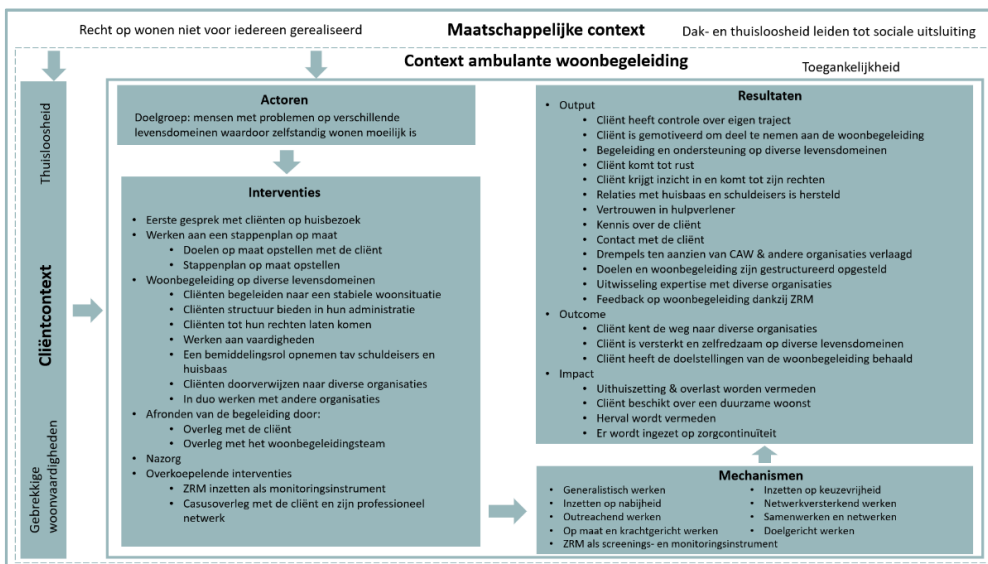 Recht op wonen niet voor iedereen gerealiseerd
Maatschappelijke context
Dak- en thuisloosheid leiden tot sociale uitsluiting
Context ambulante woonbegeleiding
Toegankelijkheid
Thuisloosheid
Cliëntcontext
Gebrekkige
woonvaardigheden
Actoren
Doelgroep: mensen met problemen op verschillende
levensdomeinen waardoor zelfstandig wonen moeilijk is
Interventies
• Eerste gesprek met cliënten op huisbezoek
• Werken aan een stappenplan op maat
• Doelen op maat opstellen met de cliënt
• Stappenplan op maat opstellen
• Woonbegeleiding op diverse levensdomeinen
• Cliënten begeleiden naar een stabiele woonsituatie
• Cliënten structuur bieden in hun administratie
• Cliënten tot hun rechten laten komen
• Werken aan vaardigheden
• Een bemiddelingsrol opnemen tav schuldeisers en
huisbaas
• Cliënten doorverwijzen naar diverse organisaties
• In duo werken met andere organisaties
• Afronden van de begeleiding door:
• Overleg met de cliënt
• Overleg met het woonbegeleidingsteam
• Nazorg
• Overkoepelende interventies
• ZRM inzetten als monitoringsinstrument
• Casusoverleg met de cliënt en zijn professioneel
netwerk
Resultaten
• Output
• Cliënt heeft controle over eigen traject
• Cliënt is gemotiveerd om deel te nemen aan de woonbegeleiding
• Begeleiding en ondersteuning op diverse levensdomeinen
• Cliënt komt tot rust
• Cliënt krijgt inzicht in en komt tot zijn rechten
• Relaties met huisbaas en schuldeisers is hersteld
• Vertrouwen in hulpverlener
• Kennis over de cliënt
• Contact met de cliënt
• Drempels ten aanzien van CAW & andere organisaties verlaagd
• Doelen en woonbegeleiding zijn gestructureerd opgesteld
• Uitwisseling expertise met diverse organisaties
• Feedback op woonbegeleiding dankzij ZRM
• Outcome
• Cliënt kent de weg naar diverse organisaties
• Cliënt is versterkt en zelfredzaam op diverse levensdomeinen
• Cliënt heeft de doelstellingen van de woonbegeleiding behaald
• Impact
• Uithuiszetting & overlast worden vermeden
• Cliënt beschikt over een duurzame woonst
• Herval wordt vermeden
• Er wordt ingezet op zorgcontinuïteit
Mechanismen
• Generalistisch werken
• Inzetten op nabijheid
• Outreachend werken
• Op maat en krachtgericht werken
• ZRM als screenings- en monitoringsinstrument
• Inzetten op keuzevrijheid
• Netwerkversterkend werken
• Samenwerken en netwerken
• Doelgericht werken